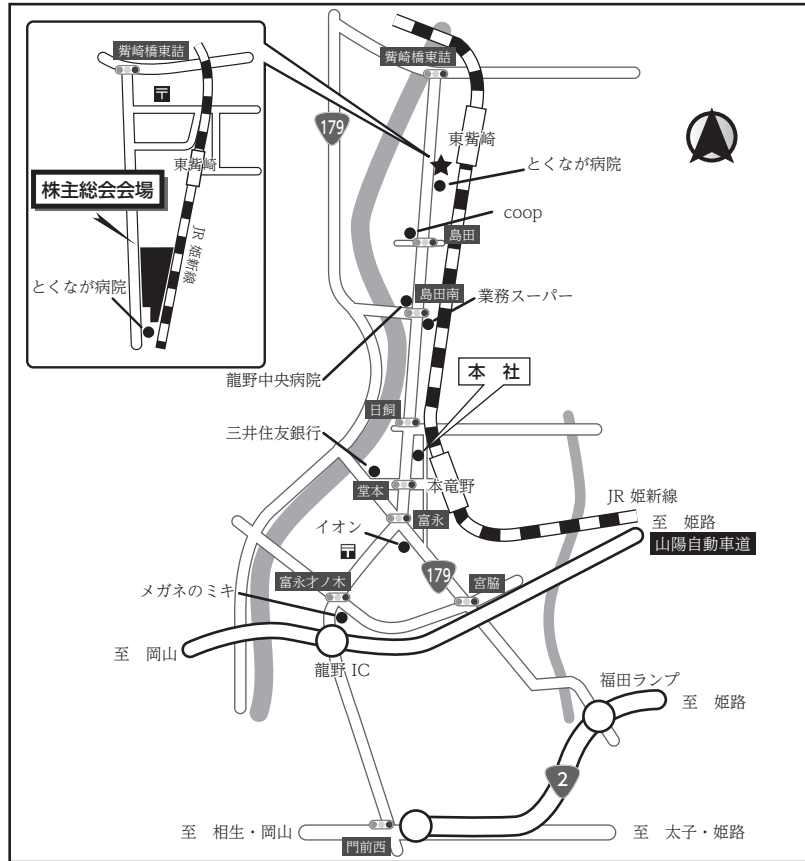 觜崎橋東詰
東觜崎
株主総会会場
JR 姫新線
とくなが病院
觜崎橋東詰
179
東觜崎
とくなが病院
coop
島田
島田南
業務スーパー
龍野中央病院
本 社
日飼
三井住友銀行
堂本
本竜野
JR 姫新線
富永
至 姫路
イオン
山陽自動車道
179
富永才ノ木
宮脇
メガネのミキ
至 岡山
龍野 IC
福田ランプ
至 姫路
2
至 相生・岡山
至 太子・姫路
門前西